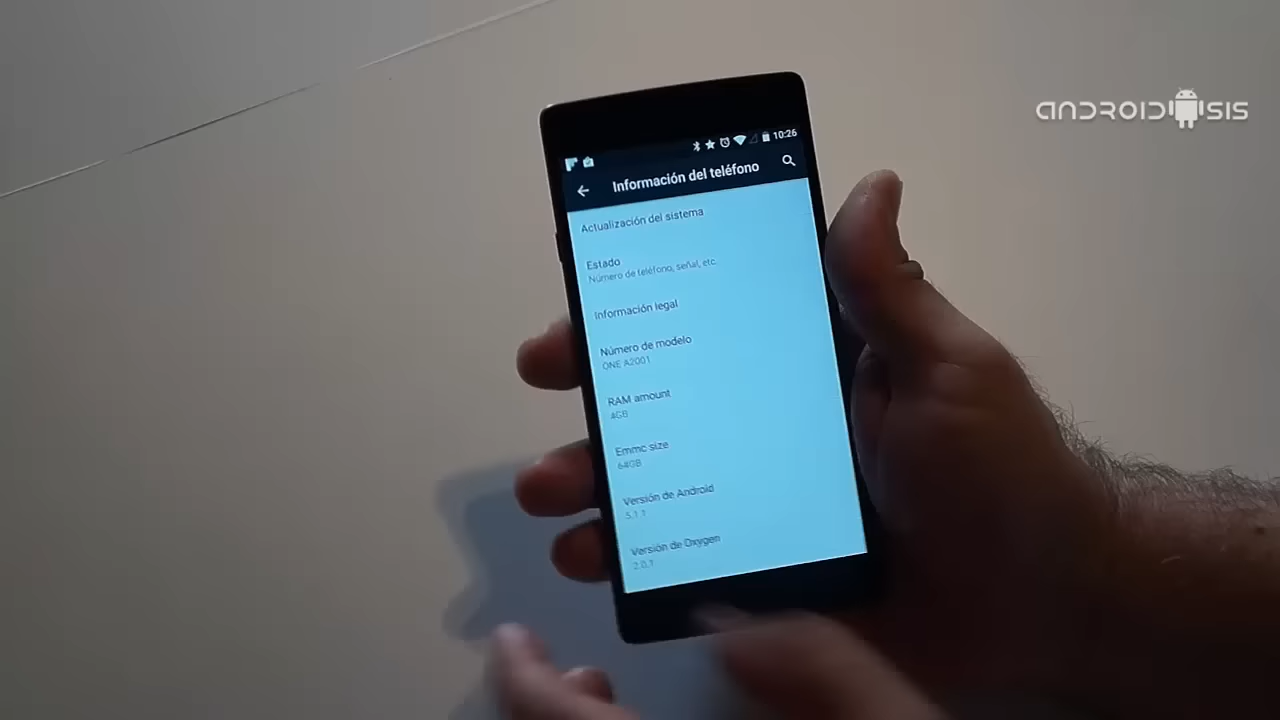 ANDROIDSIS
10:26
Información del teléfono
Actualización del sistema
Estado
Número de teléfono, señal, etc.
Información legal
Número de modelo
ONE A2001
RAM amount
4GB
Emmc size
64GB
Versión de Android
5.1.1
Versión de Oxygen
2.0.1